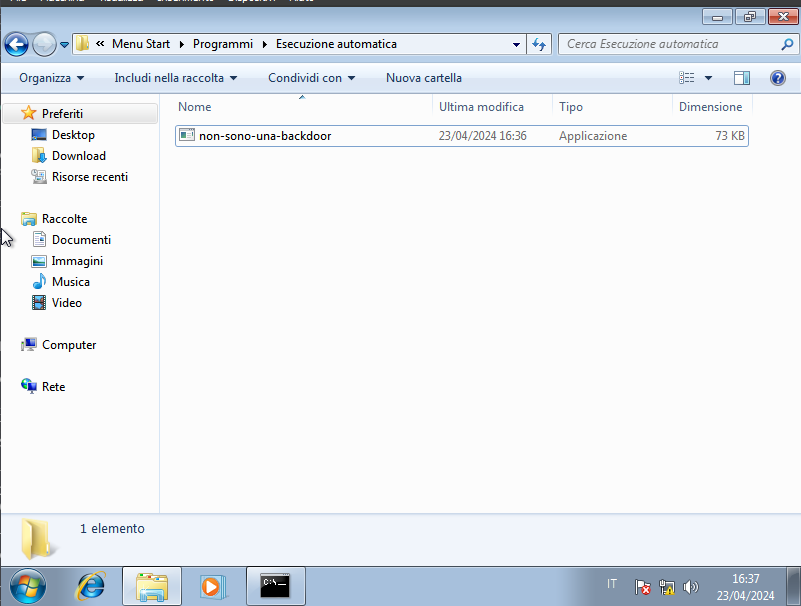 « Menu Start Programmi Esecuzione automatica Cerca Esecuzione automatica
Organizza Includi nella raccolta Condividi con Nuova cartella
Nome Ultima modifica Tipo Dimensione
non-sono-una-backdoor 23/04/2024 16:36 Applicazione 73 KB
Preferiti
Desktop
Download
Risorse recenti
Raccolte
Documenti
Immagini
Musica
Video
Computer
Rete
1 elemento
C:\
IT 16:37
23/04/2024